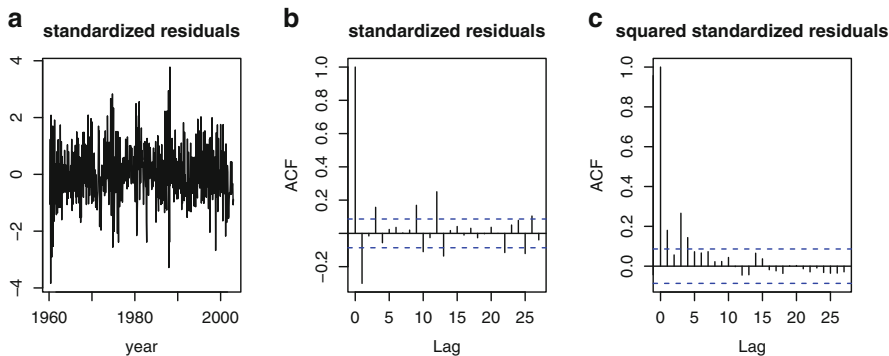 a standardized residuals
4
2
0
−2
−4
1960 1980 2000
year
b standardized residuals
ACF
1.0
0.8
0.6
0.4
0.2
−0.2
0 5 10 15 20 25
Lag
c squared standardized residuals
ACF
1.0
0.8
0.6
0.4
0.2
0.0
0 5 10 15 20 25
Lag